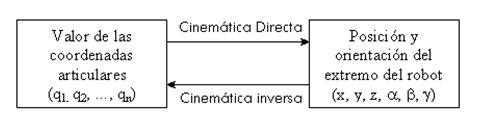 Valor de las
coordenadas
articulares
(q1, q2, ..., qn)
Cinemática Directa
Cinemática inversa
Posición y
orientación del
extremo del robot
(x, y, z, α, β, γ)